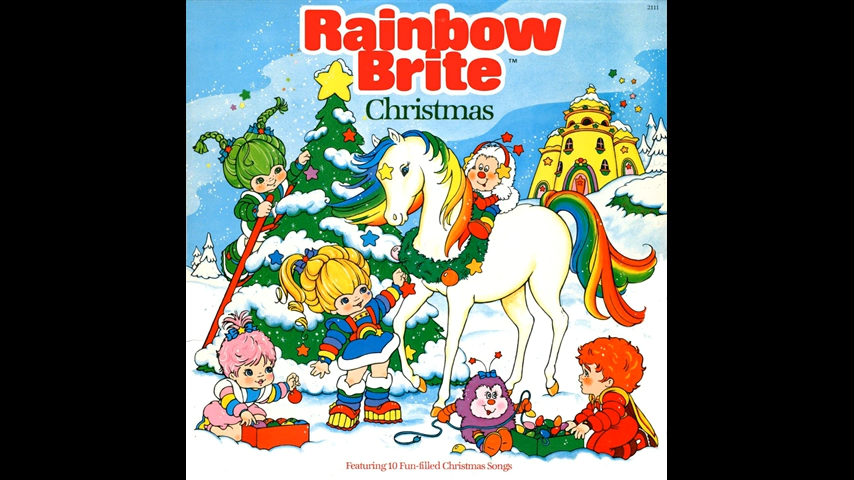 2111
Rainbow
Brite™
Christmas
Featuring 10 Fun-filled Christmas Songs